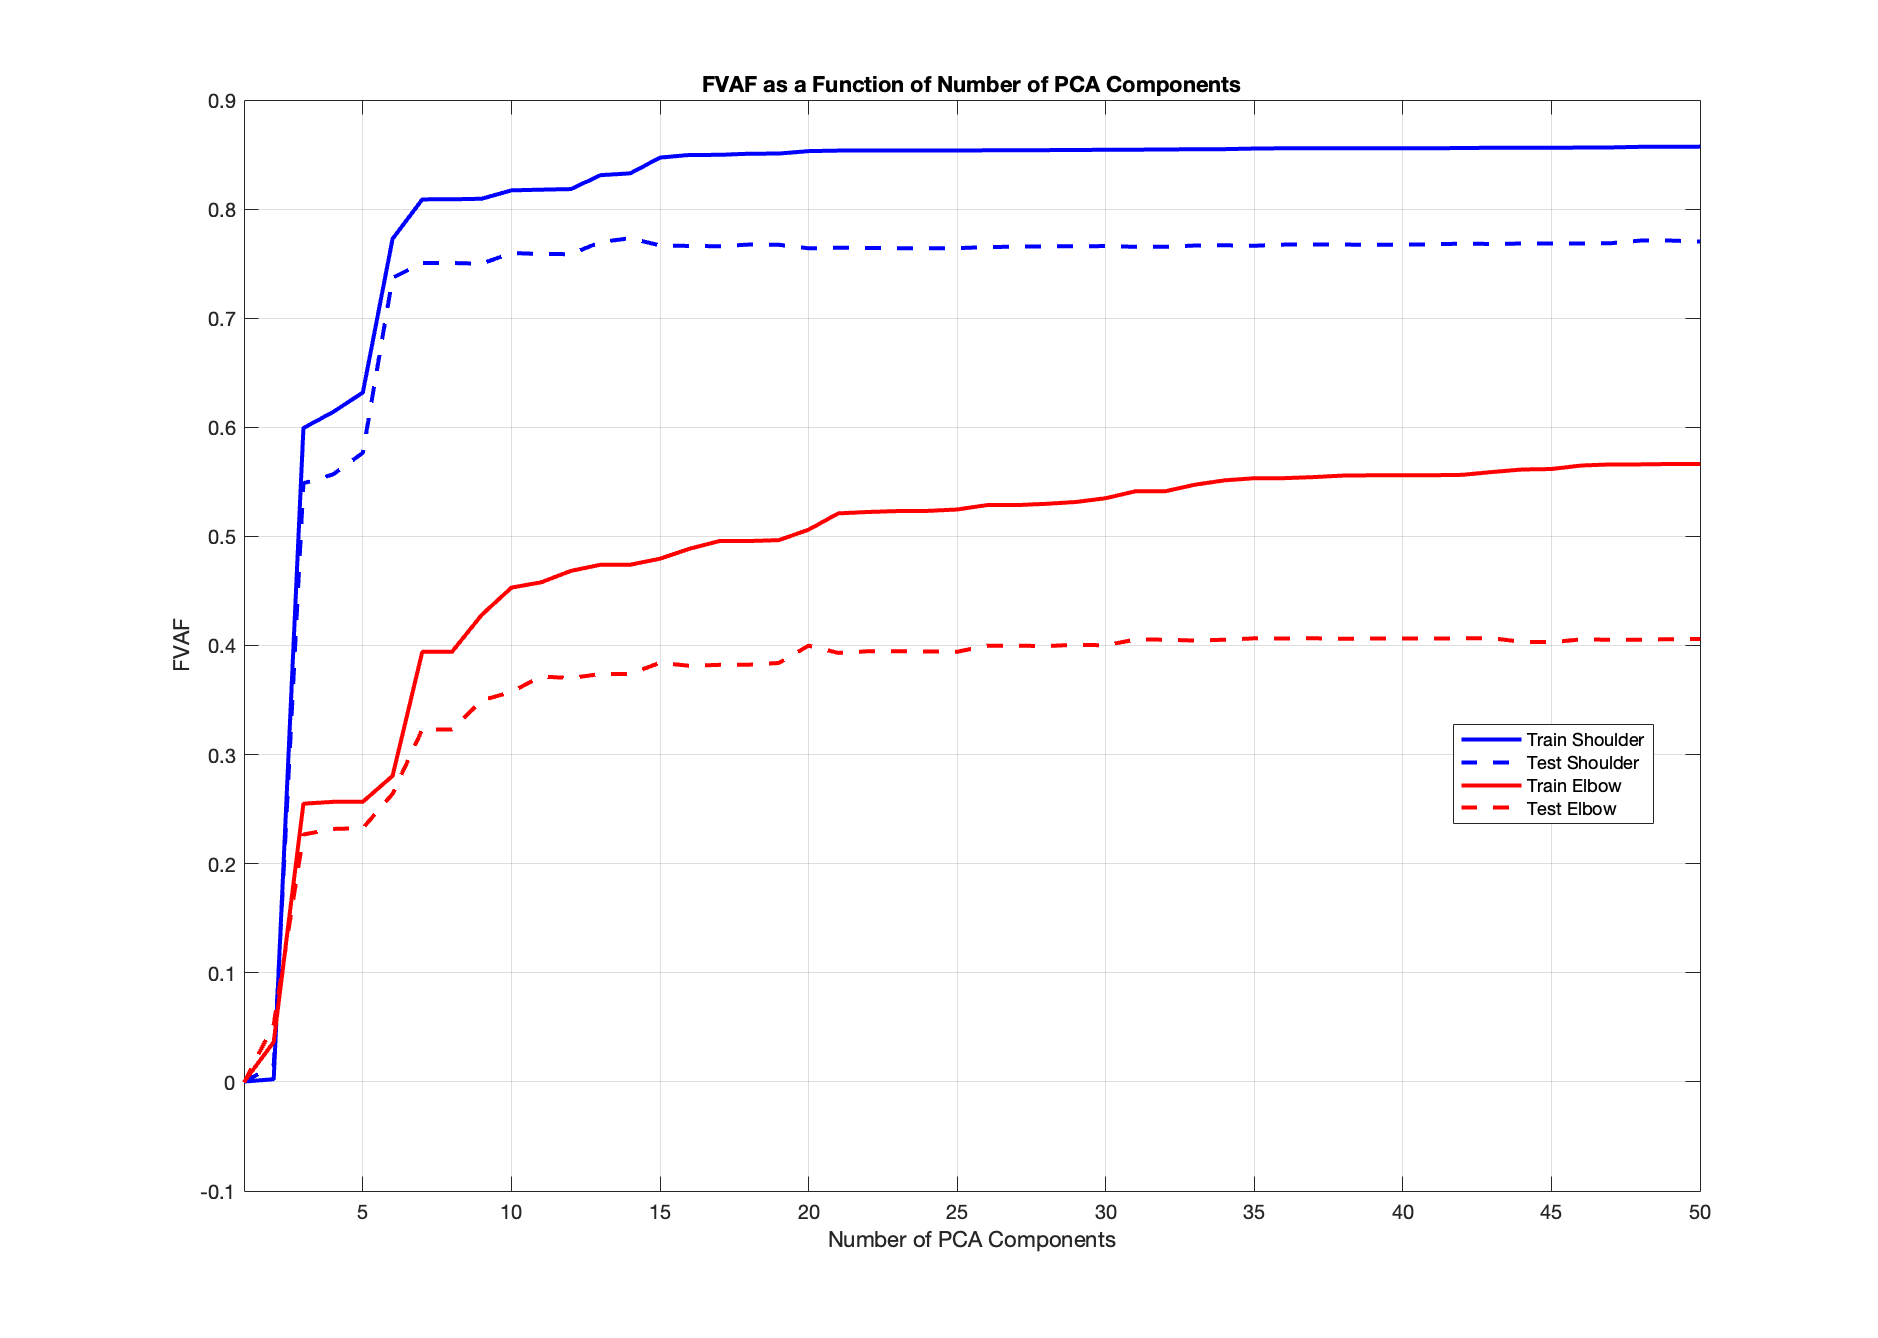 FVAF as a Function of Number of PCA Components
0.9
0.8
0.7
0.6
0.5
0.4
0.3
0.2
0.1
0
-0.1
FVAF
Train Shoulder
Test Shoulder
Train Elbow
Test Elbow
5 10 15 20 25 30 35 40 45 50
Number of PCA Components